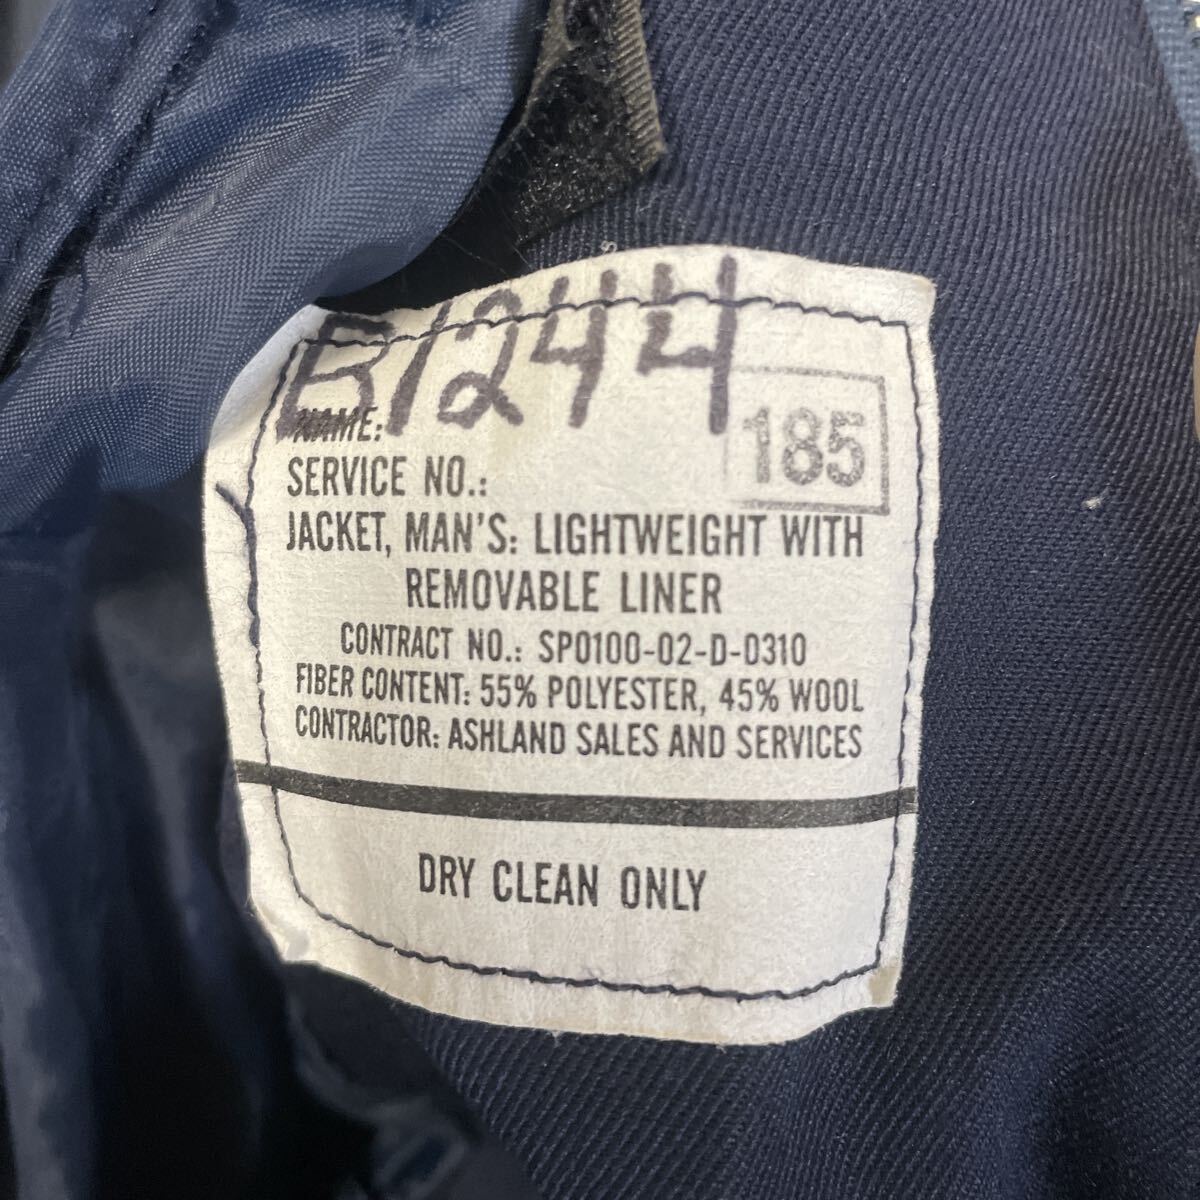 B1244
NAME:
185
SERVICE NO.:
JACKET, MAN'S: LIGHTWEIGHT WITH
REMOVABLE LINER
CONTRACT NO.: SP0100-02-D-0310
FIBER CONTENT: 55% POLYESTER, 45% WOOL
CONTRACTOR: ASHLAND SALES AND SERVICES
DRY CLEAN ONLY